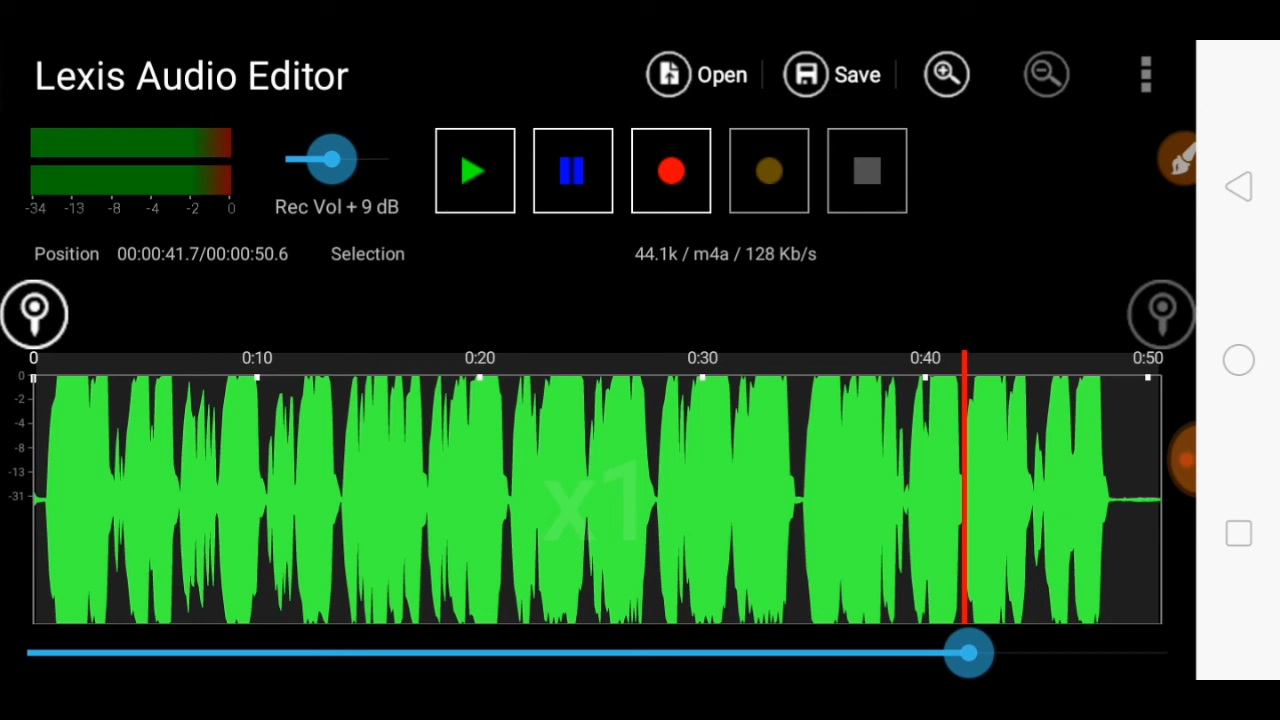 Lexis Audio Editor
Open
Save
-34 -13 -8 -4 -2 0
Rec Vol + 9 dB
Position 00:00:41.7/00:00:50.6 Selection 44.1k / m4a / 128 Kb/s
0 0:10 0:20 0:30 0:40 0:50
0
-2
-4
-8
-13
-31
x1